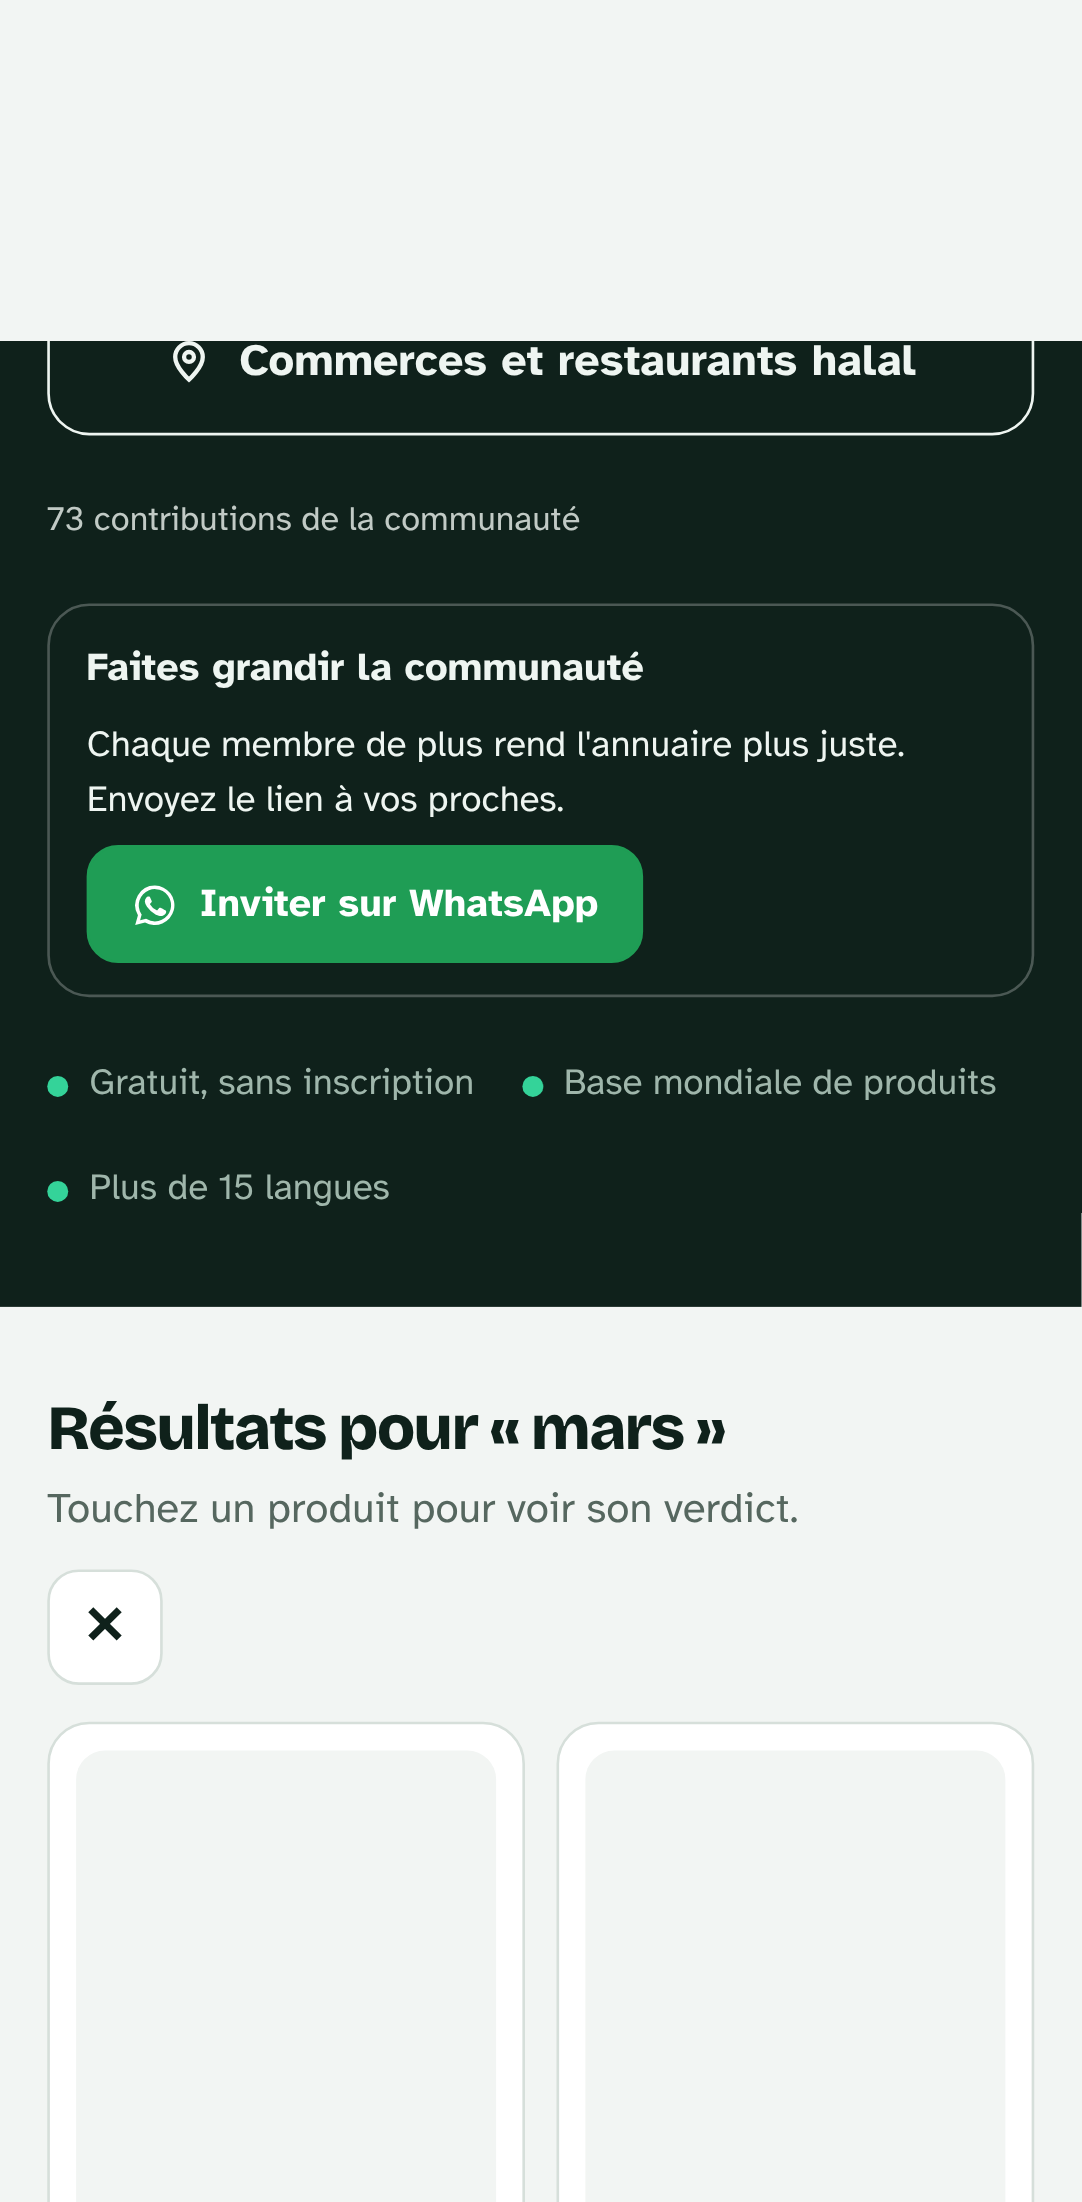 Commerces et restaurants halal
73 contributions de la communauté
Faites grandir la communauté
Chaque membre de plus rend l'annuaire plus juste.
Envoyez le lien à vos proches.
Inviter sur WhatsApp
Gratuit, sans inscription
Base mondiale de produits
Plus de 15 langues
Résultats pour « mars »
Touchez un produit pour voir son verdict.